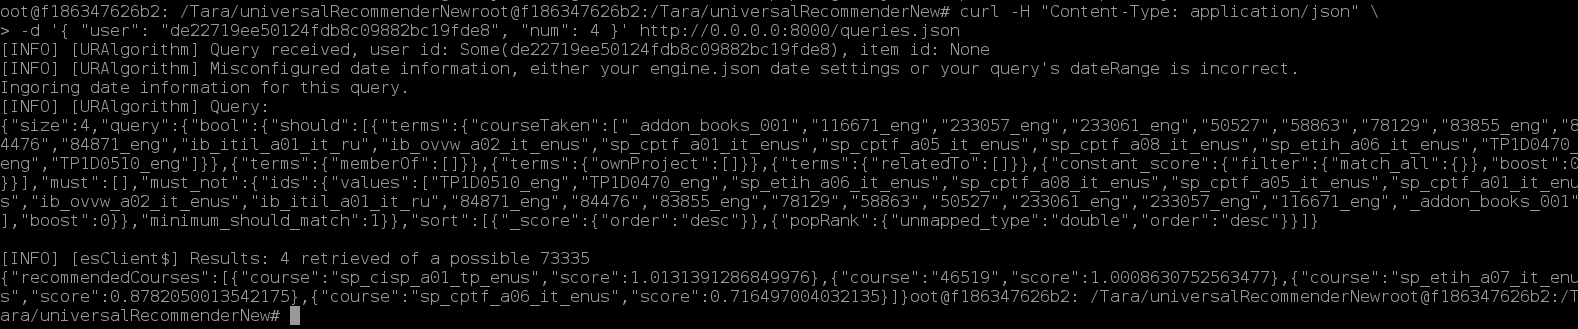 oot@f186347626b2: /Tara/universalRecommenderNewroot@f186347626b2:/Tara/universalRecommenderNew# curl -H "Content-Type: application/json" \
> -d '{ "user": "de22719ee50124fdb8c09882bc19fde8", "num": 4 }' http://0.0.0.0:8000/queries.json
[INFO] [URAlgorithm] Query received, user id: Some(de22719ee50124fdb8c09882bc19fde8), item id: None
[INFO] [URAlgorithm] Misconfigured date information, either your engine.json date settings or your query's dateRange is incorrect.
Ingoring date information for this query.
[INFO] [URAlgorithm] Query:
{"size":4,"query":{"bool":{"should":[{"terms":{"courseTaken":["_addon_books_001","116671_eng","233057_eng","233061_eng","50527","58863","78129","83855_eng","8
4476","84871_eng","ib_itil_a01_it_ru","ib_ovvw_a02_it_enus","sp_cptf_a01_it_enus","sp_cptf_a05_it_enus","sp_cptf_a08_it_enus","sp_etih_a06_it_enus","TP1D0470_
eng","TP1D0510_eng"]}},{"terms":{"memberOf":[]}},{"terms":{"ownProject":[]}},{"terms":{"relatedTo":[]}},{"constant_score":{"filter":{"match_all":{}},"boost":0
}}],"must":[],"must_not":{"ids":{"values":["TP1D0510_eng","TP1D0470_eng","sp_etih_a06_it_enus","sp_cptf_a08_it_enus","sp_cptf_a05_it_enus","sp_cptf_a01_it_enu
s","ib_ovvw_a02_it_enus","ib_itil_a01_it_ru","84871_eng","84476","83855_eng","78129","58863","50527","233061_eng","233057_eng","116671_eng","_addon_books_001"
],"boost":0}},"minimum_should_match":1}},"sort":[{"_score":{"order":"desc"}},{"popRank":{"unmapped_type":"double","order":"desc"}}]}
[INFO] [esClient$] Results: 4 retrieved of a possible 73335
{"recommendedCourses":[{"course":"sp_cisp_a01_tp_enus","score":1.0131391286849976},{"course":"46519","score":1.0008630752563477},{"course":"sp_etih_a07_it_enu
s","score":0.8782050013542175},{"course":"sp_cptf_a06_it_enus","score":0.716497004032135}]}oot@f186347626b2: /Tara/universalRecommenderNewroot@f186347626b2:/T
ara/universalRecommenderNew#